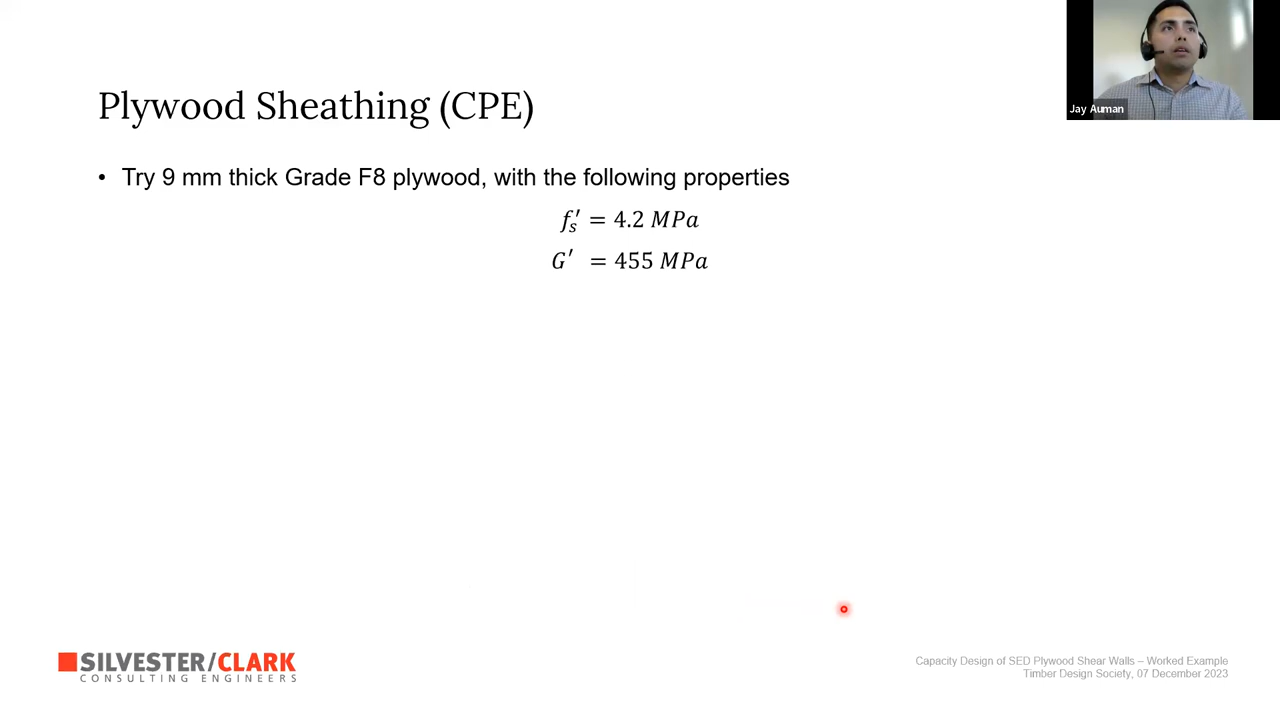 Jay Auman
Plywood Sheathing (CPE)
• Try 9 mm thick Grade F8 plywood, with the following properties
f′s = 4.2 MPa
G′ = 455 MPa
SILVESTER/CLARK
CONSULTING ENGINEERS
Capacity Design of SED Plywood Shear Walls – Worked Example
Timber Design Society, 07 December 2023